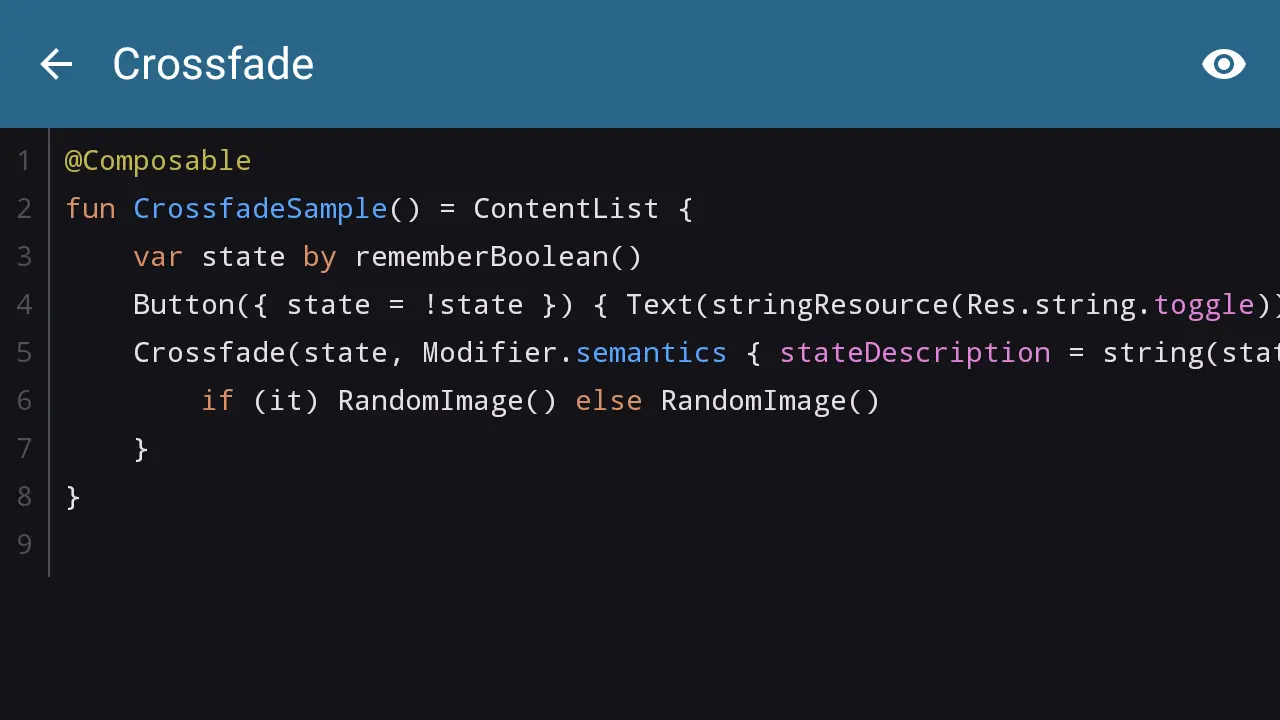 Crossfade
1 @Composable
2 fun CrossfadeSample() = ContentList {
3 var state by rememberBoolean()
4 Button({ state = !state }) { Text(stringResource(Res.string.toggle))
5 Crossfade(state, Modifier.semantics { stateDescription = string(stat
6 if (it) RandomImage() else RandomImage()
7 }
8 }
9